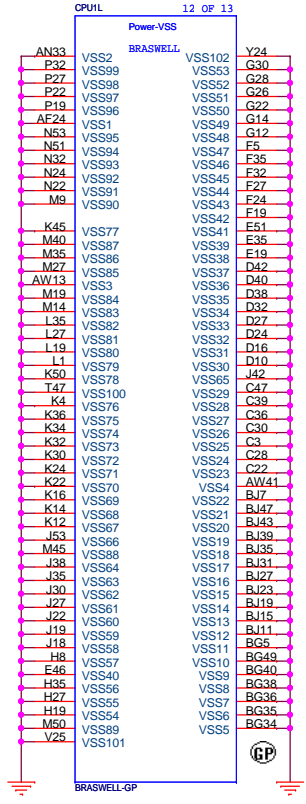 CPU1L 12 OF 13
Power-VSS
BRASWELL
AN33 VSS2 VSS102 Y24
P32 VSS99 VSS53 G30
P27 VSS98 VSS52 G28
P22 VSS97 VSS51 G26
P19 VSS96 VSS50 G22
AF24 VSS1 VSS49 G14
N53 VSS95 VSS48 G12
N51 VSS94 VSS47 F5
N32 VSS93 VSS46 F35
N24 VSS92 VSS45 F32
N22 VSS91 VSS44 F27
M9 VSS90 VSS43 F24
VSS42 F19
K45 VSS77 VSS41 E51
M40 VSS87 VSS39 E35
M35 VSS86 VSS38 E19
M27 VSS85 VSS37 D42
AW13 VSS3 VSS36 D40
M19 VSS84 VSS35 D38
M14 VSS83 VSS34 D32
L35 VSS82 VSS33 D27
L27 VSS81 VSS32 D24
L19 VSS80 VSS31 D16
L1 VSS79 VSS30 D10
K50 VSS78 VSS65 J42
T47 VSS100 VSS29 C47
K4 VSS76 VSS28 C39
K36 VSS75 VSS27 C36
K34 VSS74 VSS26 C30
K32 VSS73 VSS25 C3
K30 VSS72 VSS24 C28
K24 VSS71 VSS23 C22
K22 VSS70 VSS4 AW41
K16 VSS69 VSS22 BJ7
K14 VSS68 VSS21 BJ47
K12 VSS67 VSS20 BJ43
J53 VSS66 VSS19 BJ39
M45 VSS88 VSS18 BJ35
J38 VSS64 VSS17 BJ31
J35 VSS63 VSS16 BJ27
J30 VSS62 VSS15 BJ23
J27 VSS61 VSS14 BJ19
J22 VSS60 VSS13 BJ15
J19 VSS59 VSS12 BJ11
J18 VSS58 VSS11 BG5
H8 VSS57 VSS10 BG49
E46 VSS40 VSS9 BG40
H35 VSS56 VSS8 BG38
H27 VSS55 VSS7 BG36
H19 VSS54 VSS6 BG35
M50 VSS89 VSS5 BG34
V25 VSS101
GP
BRASWELL-GP